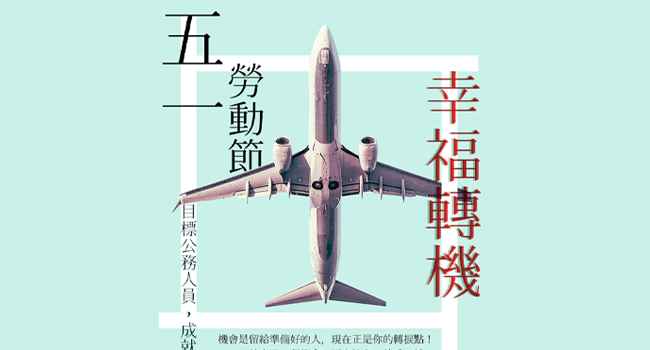 五一
勞動節
幸福轉機
目標公務人員，成就
機會是留給準備好的人，現在正是你的轉捩點！